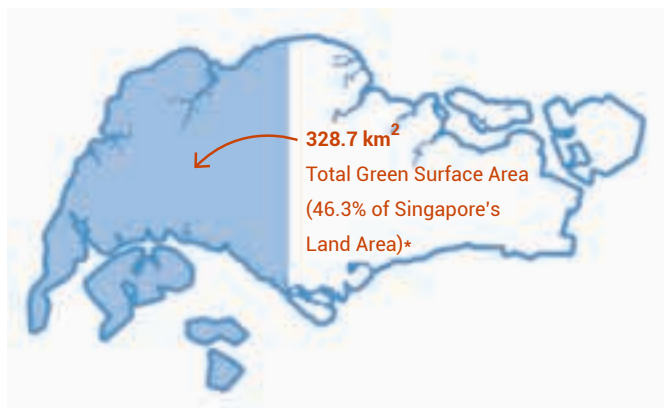 328.7 km²
Total Green Surface Area
(46.3% of Singapore's
Land Area)*